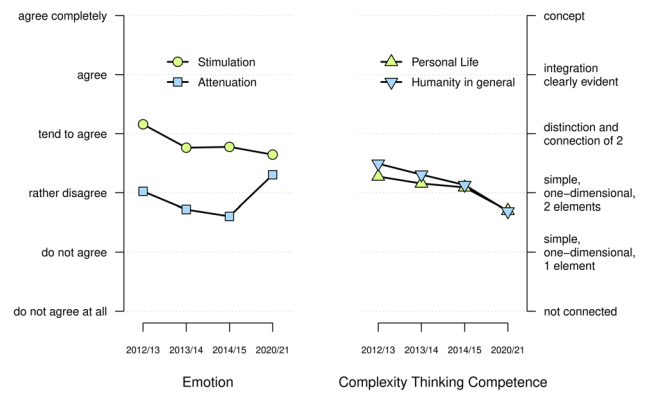 agree completely
agree
tend to agree
rather disagree
do not agree
do not agree at all
Stimulation
Attenuation
2012/13 2013/14 2014/15 2020/21
Emotion
Personal Life
Humanity in general
concept
integration
clearly evident
distinction and
connection of 2
simple,
one−dimensional,
2 elements
simple,
one−dimensional,
1 element
not connected
2012/13 2013/14 2014/15 2020/21
Complexity Thinking Competence